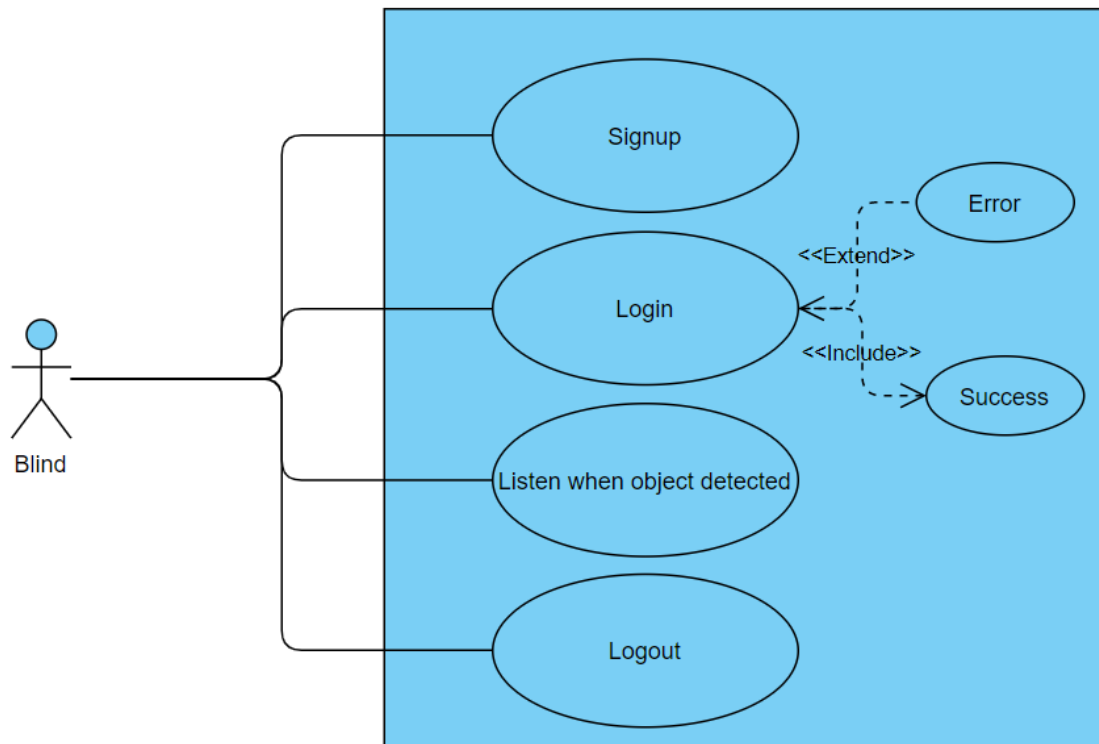 Signup
Error
<<Extend>>
Login
<<Include>>
Success
Blind
Listen when object detected
Logout